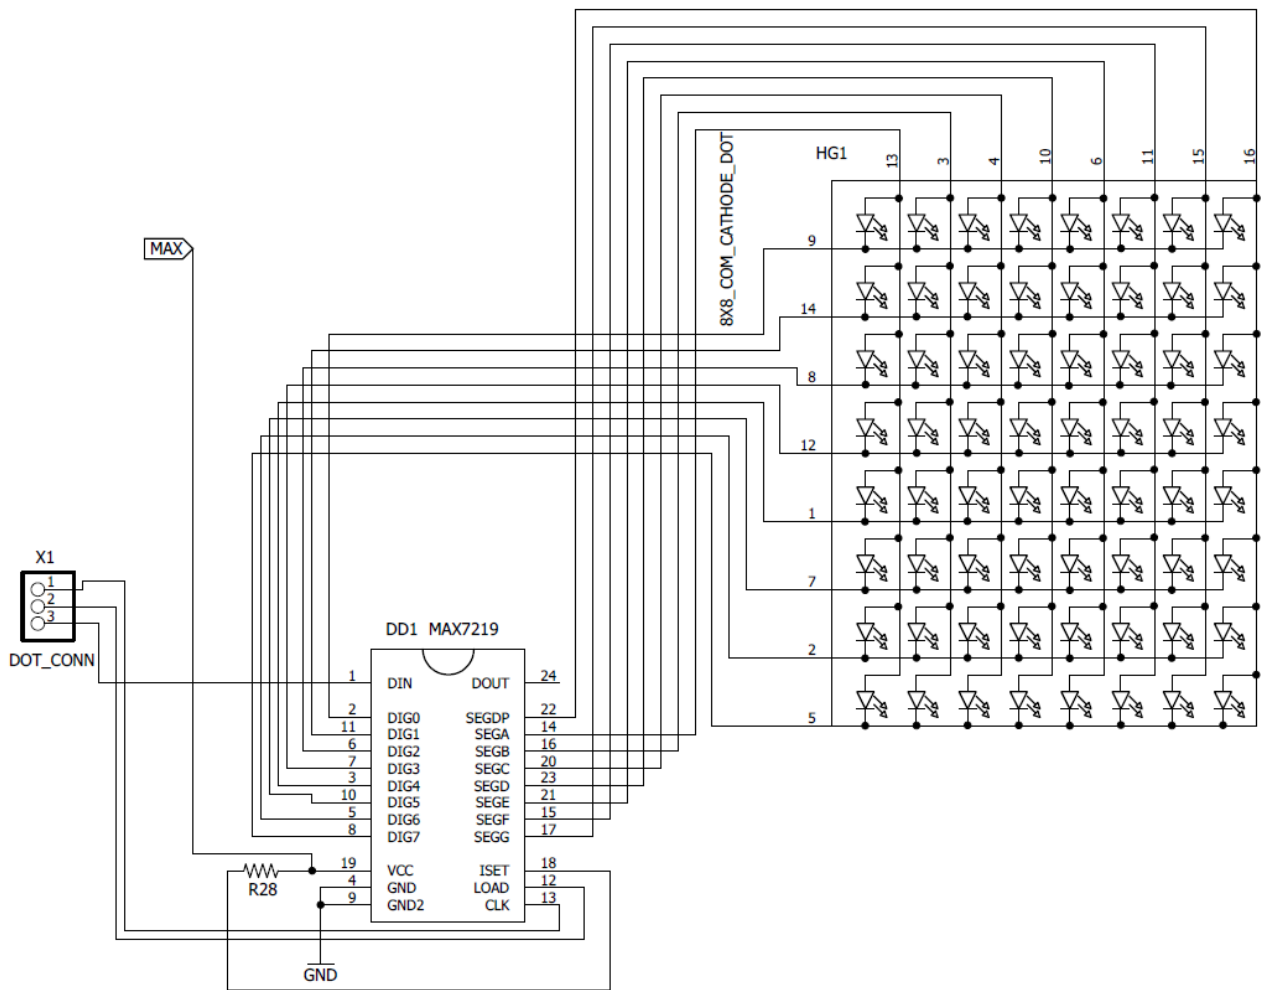 HG1
13
3
4
10
6
11
15
16
8X8_COM_CATHODE_DOT
9
14
8
12
1
7
2
5
MAX
X1
1
2
3
DOT_CONN
DD1 MAX7219
1 DIN DOUT 24
2 DIG0 SEGDP 22
11 DIG1 SEGA 14
6 DIG2 SEGB 16
7 DIG3 SEGC 20
3 DIG4 SEGD 23
10 DIG5 SEGE 21
5 DIG6 SEGF 15
8 DIG7 SEGG 17
19 VCC ISET 18
4 GND LOAD 12
9 GND2 CLK 13
R28
GND